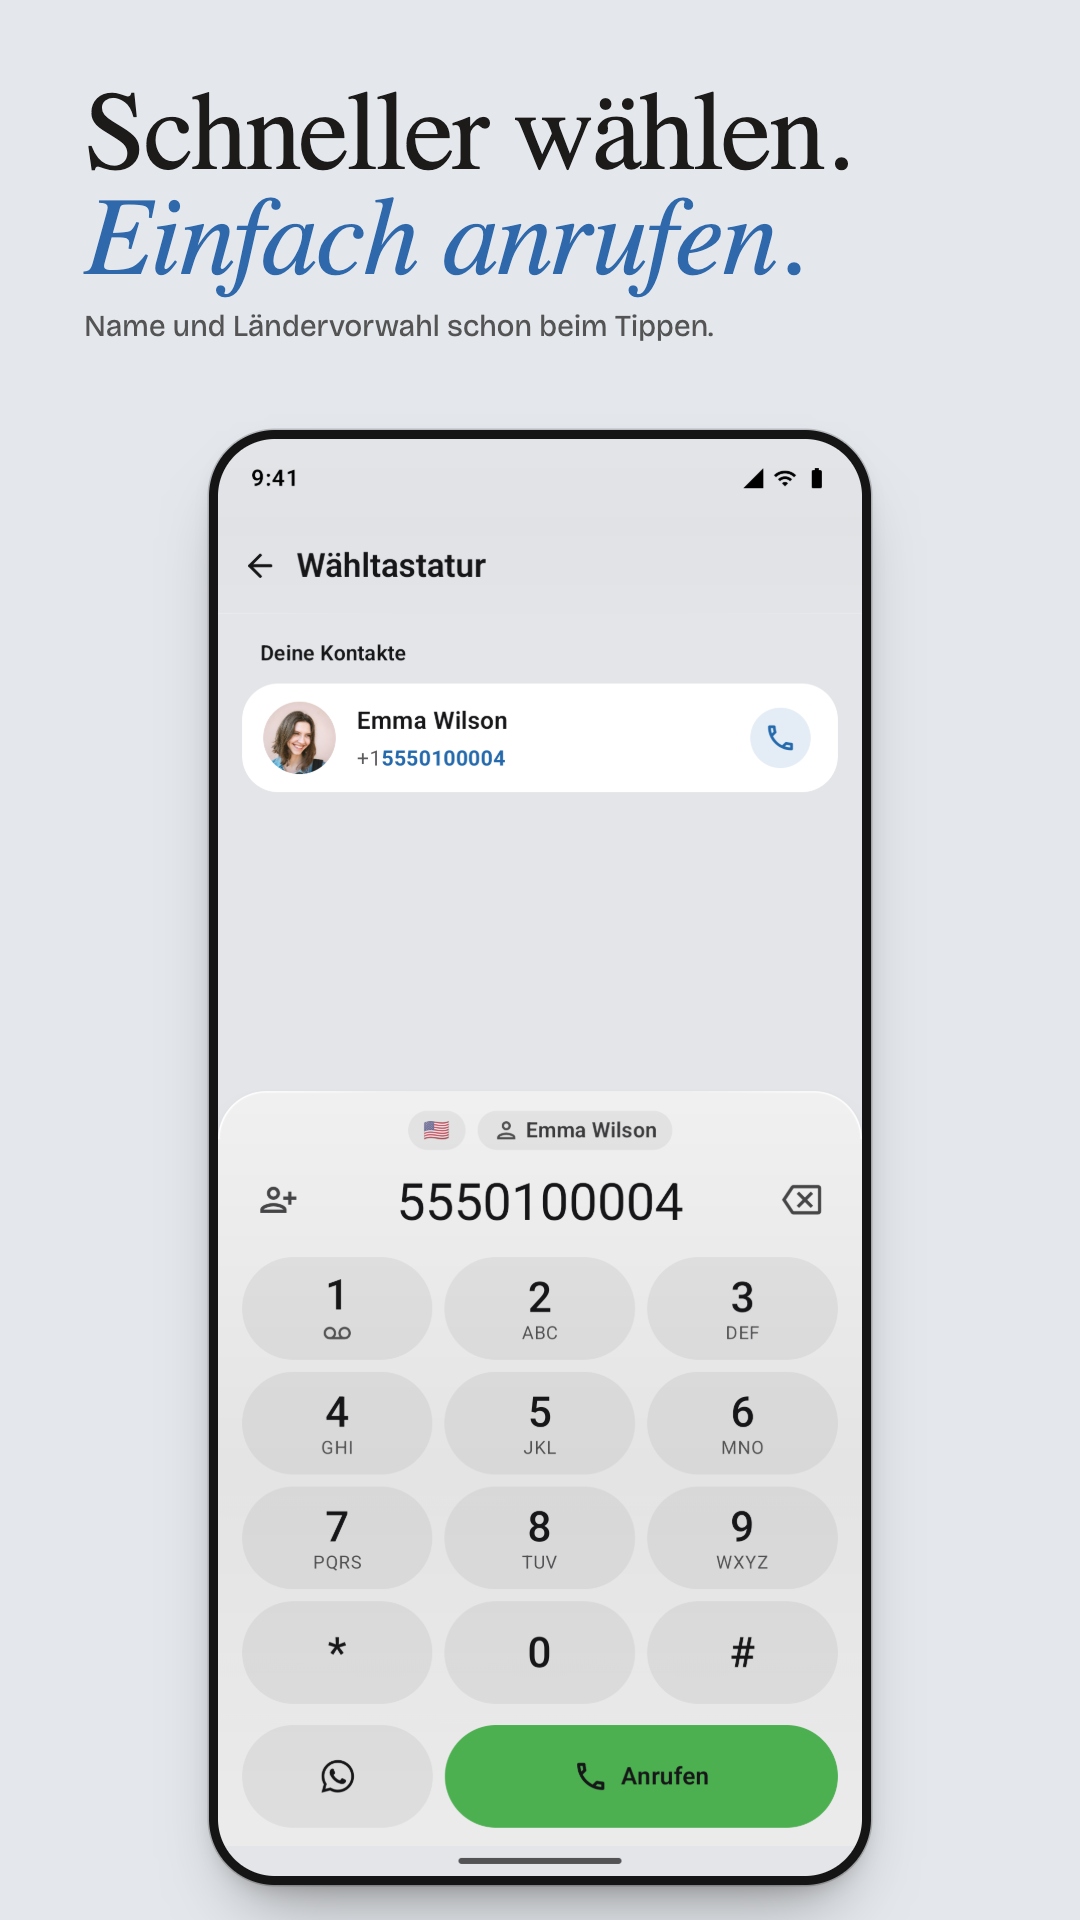 Schneller wählen.
Einfach anrufen.
Name und Ländervorwahl schon beim Tippen.
9:41
Wähltastatur
Deine Kontakte
Emma Wilson
+15550100004
Emma Wilson
5550100004
1 2 3
ABC DEF
4 5 6
GHI JKL MNO
7 8 9
PQRS TUV WXYZ
* 0 #
Anrufen